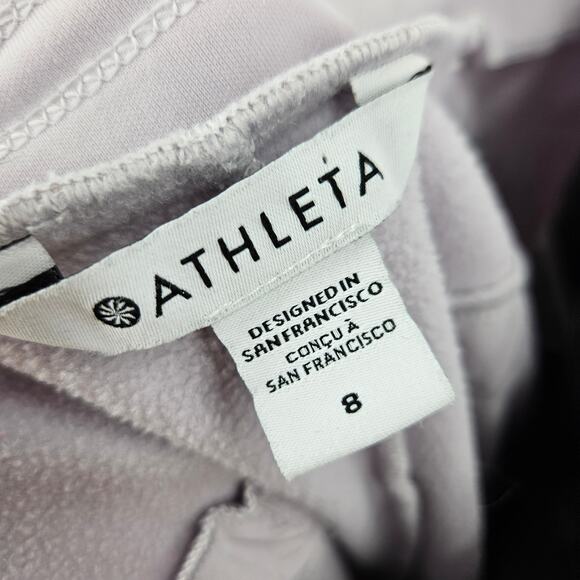 ATHLETA
DESIGNED IN
SAN FRANCISCO
CONÇU À
SAN FRANCISCO
8